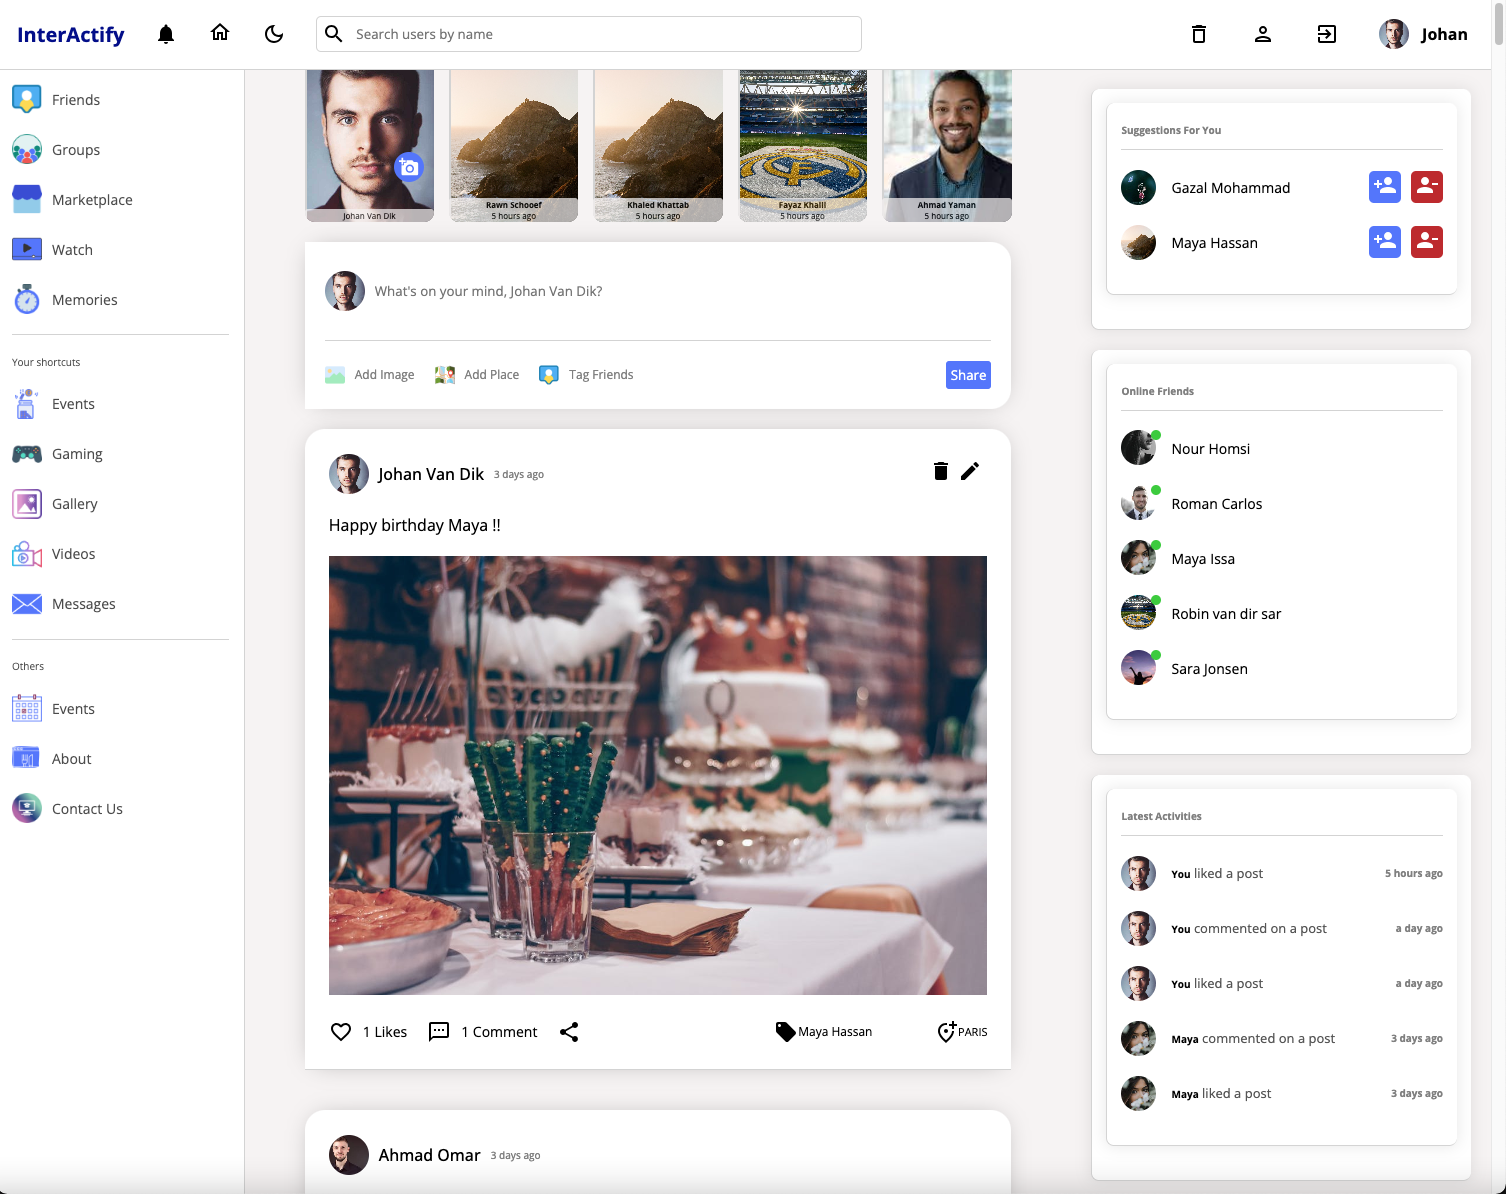 InterActify
Search users by name
Johan
Friends
Groups
Marketplace
Watch
Memories
Your shortcuts
Events
Gaming
Gallery
Videos
Messages
Others
Events
About
Contact Us
Johan Van Dik
Rawn Schooef
5 hours ago
Khaled Khattab
5 hours ago
Fayaz Khalil
5 hours ago
Ahmad Yaman
5 hours ago
What's on your mind, Johan Van Dik?
Add Image
Add Place
Tag Friends
Share
Johan Van Dik 3 days ago
Happy birthday Maya !!
1 Likes
1 Comment
Maya Hassan
PARIS
Ahmad Omar 3 days ago
Suggestions For You
Gazal Mohammad
Maya Hassan
Online Friends
Nour Homsi
Roman Carlos
Maya Issa
Robin van dir sar
Sara Jonsen
Latest Activities
You liked a post 5 hours ago
You commented on a post a day ago
You liked a post a day ago
Maya commented on a post 3 days ago
Maya liked a post 3 days ago